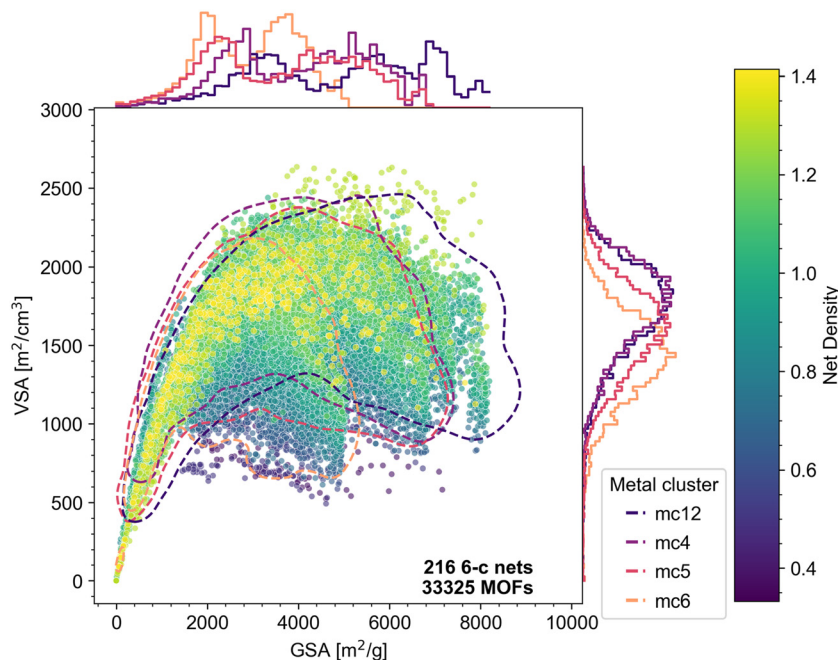 3000
2500
2000
1500
1000
500
0
VSA [m²/cm³]
0
2000
4000
6000
8000
10000
GSA [m²/g]
216 6-c nets
33325 MOFs
Metal cluster
mc12
mc4
mc5
mc6
1.4
1.2
1.0
0.8
0.6
0.4
Net Density